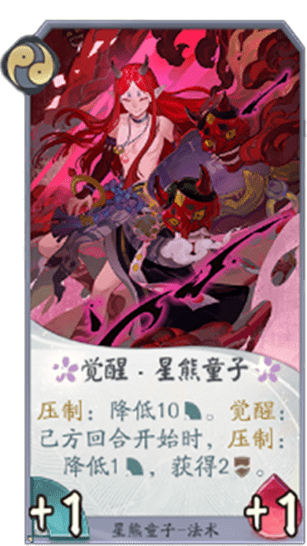 觉醒·星熊童子
压制：降低10。觉醒：
己方回合开始时，压制：
降低1，获得2。
+1
+1
星熊童子-法术